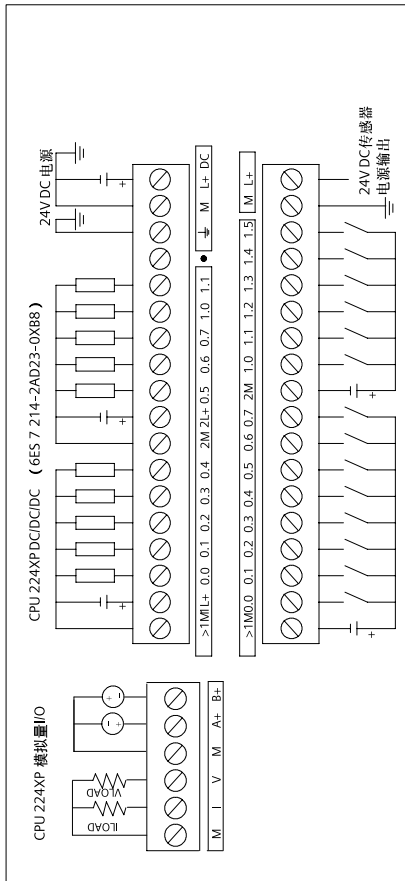 CPU 224XP DC/DC/DC （6ES 7 214-2AD23-0XB8）
24V DC 电源
>1M 1L+ 0.0 0.1 0.2 0.3 0.4 2M 2L+ 0.5 0.6 0.7 1.0 1.1 • ⏚ M L+ DC
>1M 0.0 0.1 0.2 0.3 0.4 0.5 0.6 0.7 2M 1.0 1.1 1.2 1.3 1.4 1.5 M L+
24V DC传感器
电源输出
CPU 224XP 模拟量I/O
ILOAD
VLOAD
M I V M A+ B+